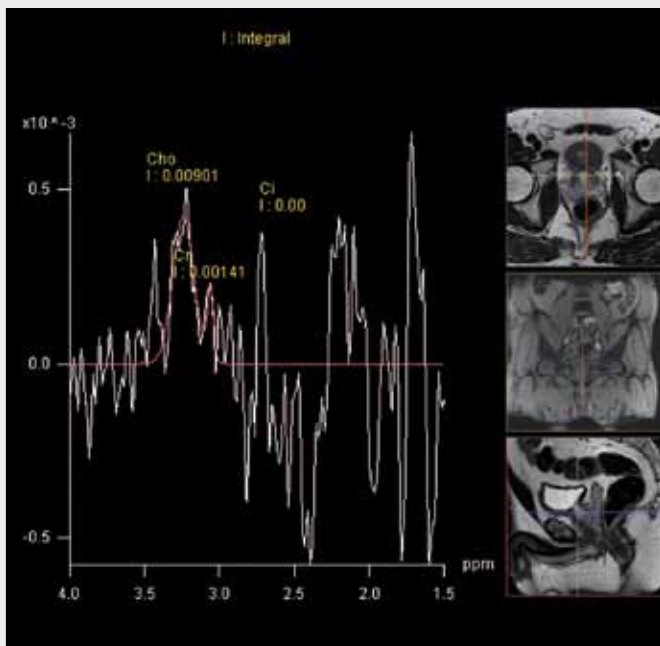 I : Integral
x10^-3
Cho
I : 0.00901
Ci
I : 0.00
Cr
I : 0.00141
0.5
0.0
-0.5
ppm
4.0 3.5 3.0 2.5 2.0 1.5